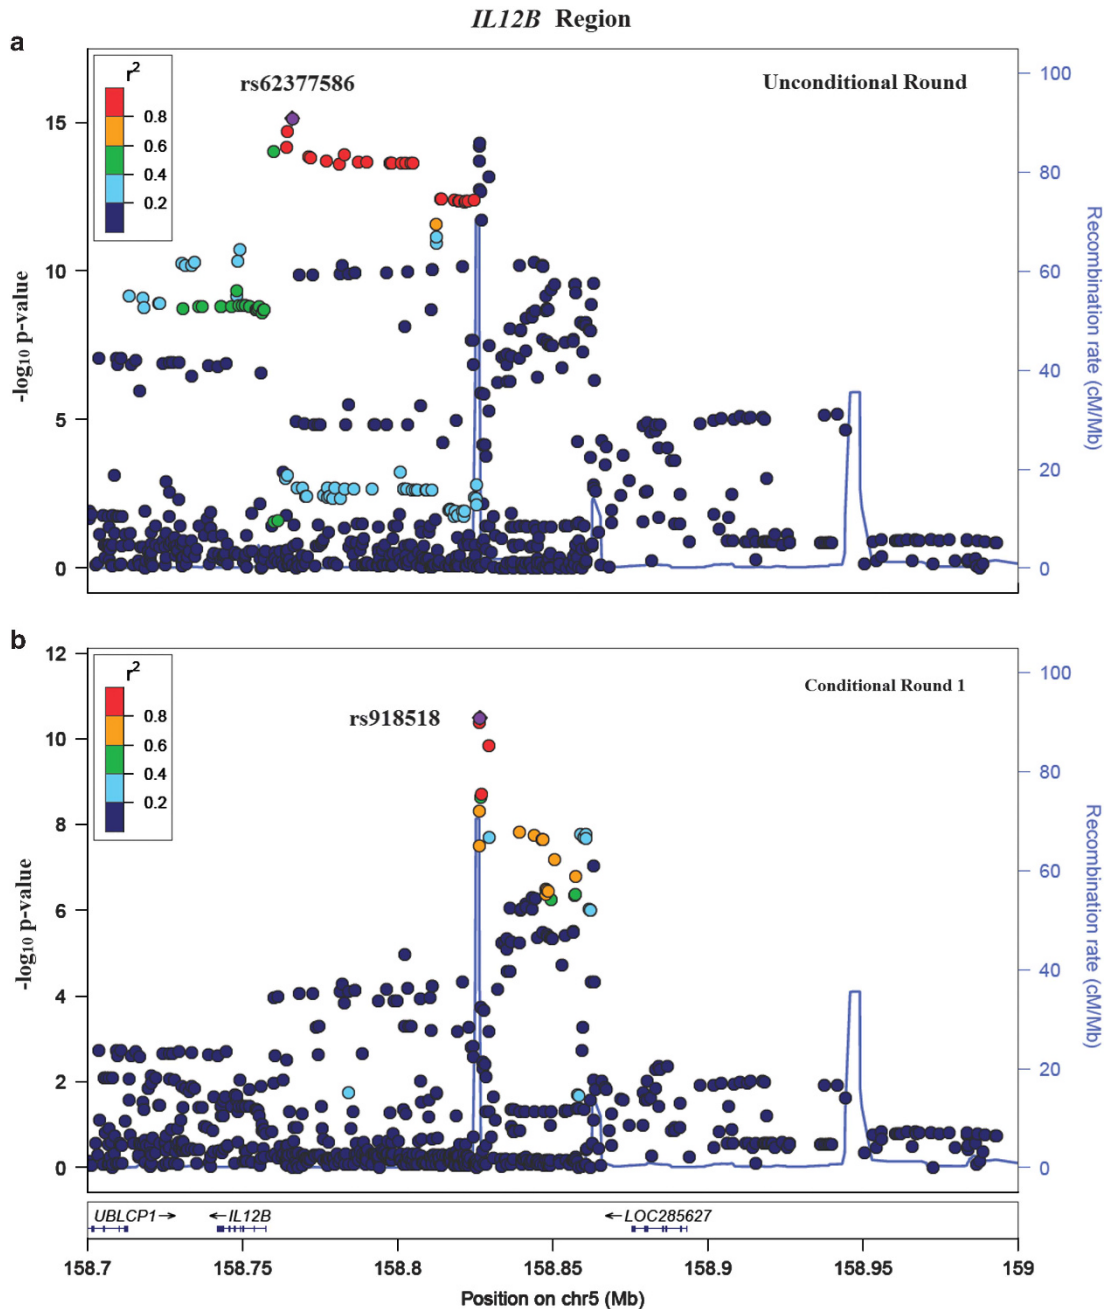 IL12B Region
a
r2
0.8
0.6
0.4
0.2
rs62377586
Unconditional Round
15
10
5
0
-log10 p-value
100
80
60
40
20
0
Recombination rate (cM/Mb)
b
r2
0.8
0.6
0.4
0.2
rs918518
Conditional Round 1
12
10
8
6
4
2
0
-log10 p-value
100
80
60
40
20
0
Recombination rate (cM/Mb)
UBLCP1→ ←IL12B ←LOC285627
158.7 158.75 158.8 158.85 158.9 158.95 159
Position on chr5 (Mb)